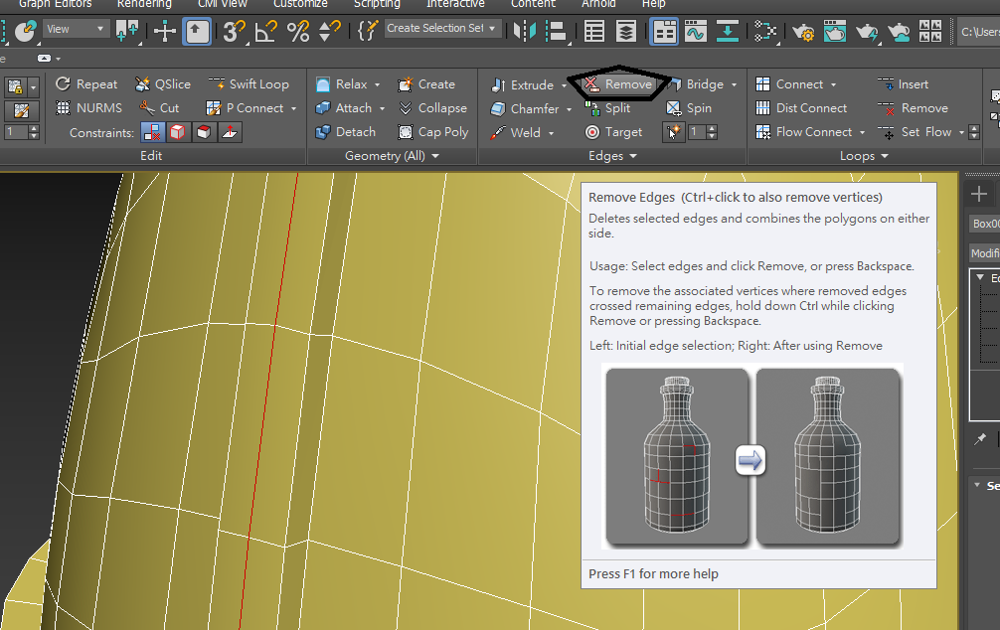 Graph Editors Rendering Civil View Customize Scripting Interactive Content Arnold Help
View 3 Create Selection Set C:\Users
Repeat QSlice Swift Loop Relax Create Extrude Remove Bridge Connect Insert
NURMS Cut P Connect Attach Collapse Chamfer Split Spin Dist Connect Remove
1 Constraints: Detach Cap Poly Weld Target 1 Flow Connect Set Flow
Edit Geometry (All) Edges Loops
Remove Edges (Ctrl+click to also remove vertices)
Deletes selected edges and combines the polygons on either
side.
Usage: Select edges and click Remove, or press Backspace.
To remove the associated vertices where removed edges
crossed remaining edges, hold down Ctrl while clicking
Remove or pressing Backspace.
Left: Initial edge selection; Right: After using Remove
Press F1 for more help
Box00
Modifi
Se